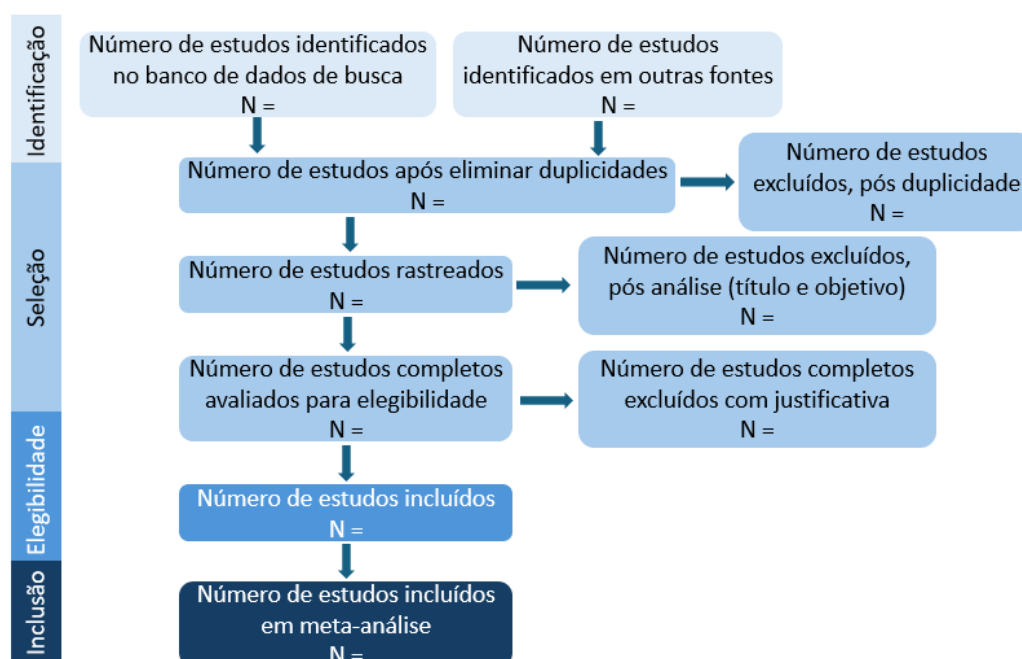 Identificação
Número de estudos identificados
no banco de dados de busca
N =
Número de estudos
identificados em outras fontes
N =
Seleção
Número de estudos após eliminar duplicidades
N =
Número de estudos
excluídos, pós duplicidade
N =
Número de estudos rastreados
N =
Número de estudos excluídos,
pós análise (título e objetivo)
N =
Número de estudos completos
avaliados para elegibilidade
N =
Número de estudos completos
excluídos com justificativa
N =
Elegibilidade
Número de estudos incluídos
N =
Inclusão
Número de estudos incluídos
em meta-análise
N =